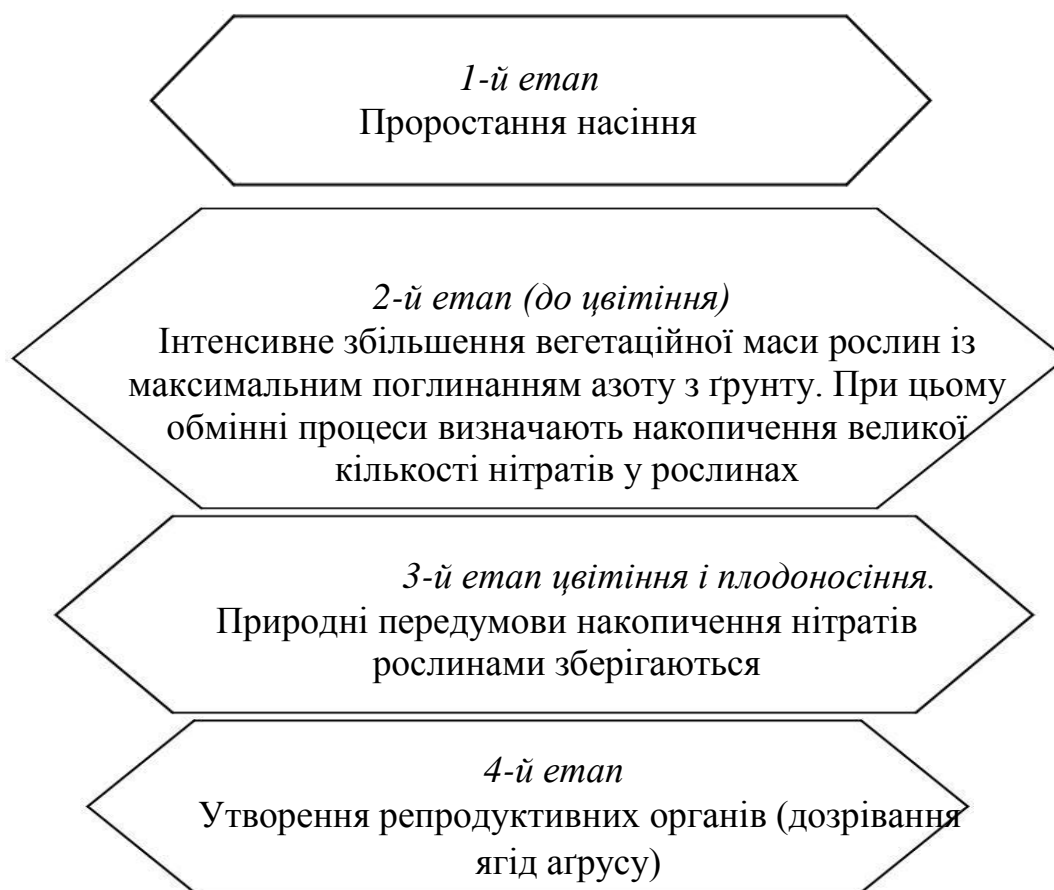 1-й етап
Проростання насіння
2-й етап (до цвітіння)
Інтенсивне збільшення вегетаційної маси рослин із
максимальним поглинанням азоту з ґрунту. При цьому
обмінні процеси визначають накопичення великої
кількості нітратів у рослинах
3-й етап цвітіння і плодоносіння.
Природні передумови накопичення нітратів
рослинами зберігаються
4-й етап
Утворення репродуктивних органів (дозрівання
ягід аґрусу)